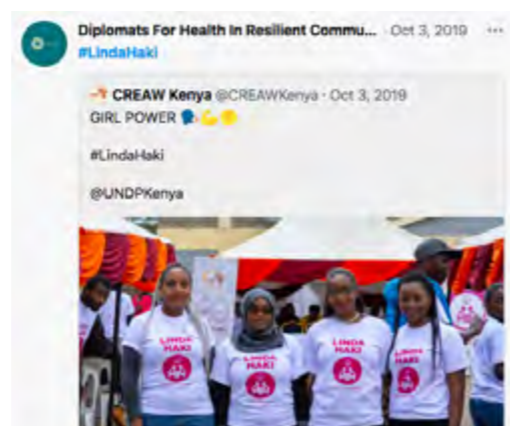 Diplomats For Health In Resilient Commu... · Oct 3, 2019
#LindaHaki
CREAW Kenya @CREAWKenya · Oct 3, 2019
GIRL POWER 🗣💪✊
#LindaHaki
@UNDPKenya
LINDA HAKI
LINDA HAKI
LINDA HAKI
LINDA HAKI